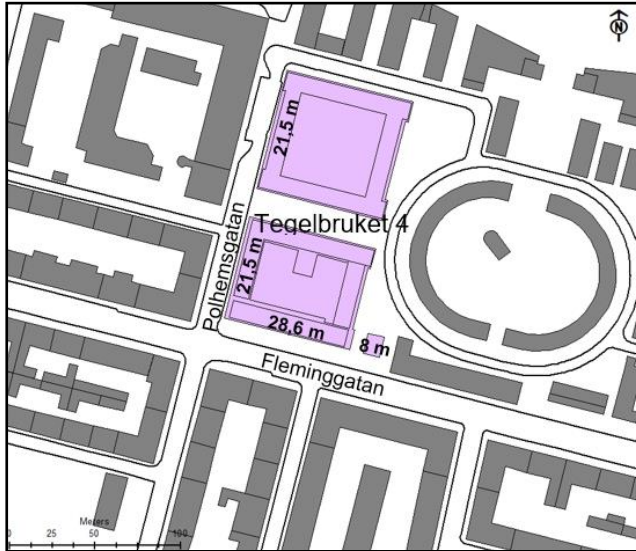 N
21,5 m
Tegelbruket 4
Polhemsgatan
21,5 m
28,6 m
8 m
Fleminggatan
Meters
0 25 50 100